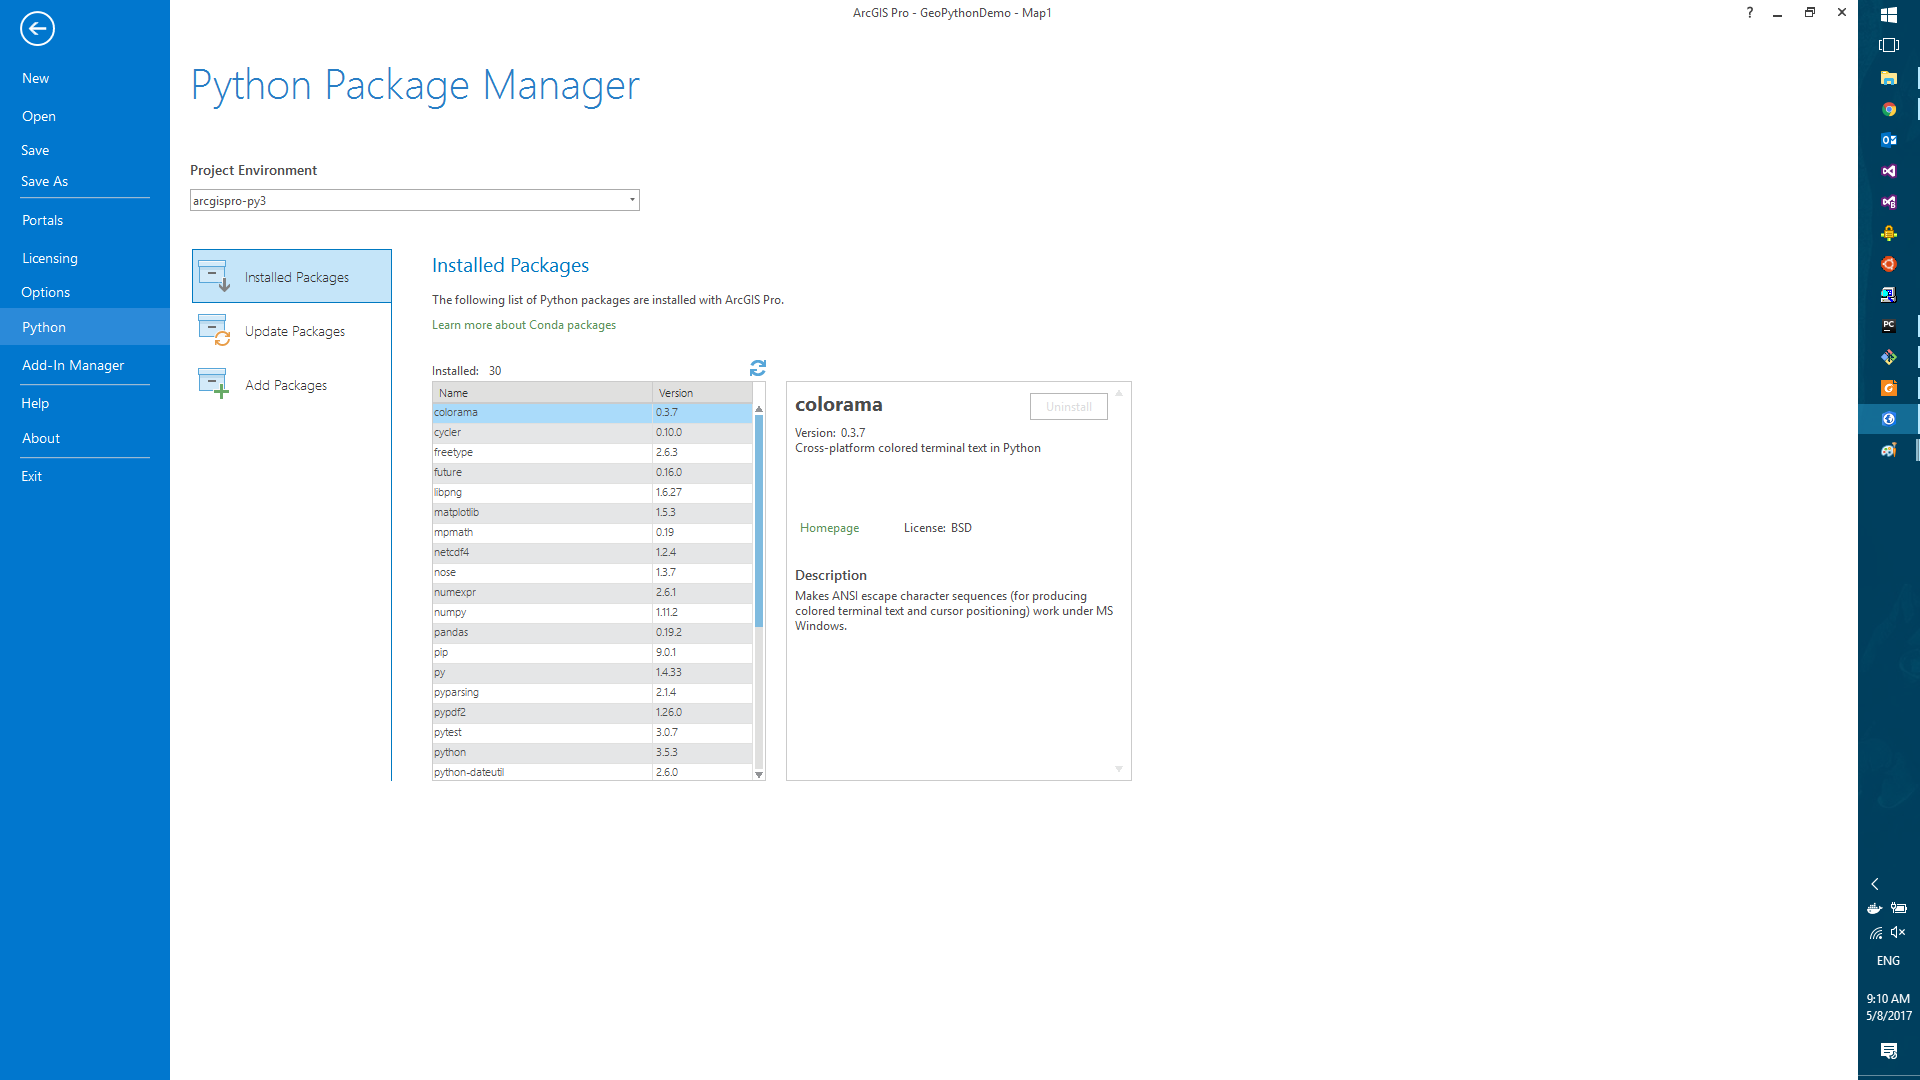 ArcGIS Pro - GeoPythonDemo - Map1
?
New
Open
Save
Save As
Portals
Licensing
Options
Python
Add-In Manager
Help
About
Exit
Python Package Manager
Project Environment
arcgispro-py3
Installed Packages
Update Packages
Add Packages
Installed Packages
The following list of Python packages are installed with ArcGIS Pro.
Learn more about Conda packages
Installed: 30
Name Version
colorama 0.3.7
cycler 0.10.0
freetype 2.6.3
future 0.16.0
libpng 1.6.27
matplotlib 1.5.3
mpmath 0.19
netcdf4 1.2.4
nose 1.3.7
numexpr 2.6.1
numpy 1.11.2
pandas 0.19.2
pip 9.0.1
py 1.4.33
pyparsing 2.1.4
pypdf2 1.26.0
pytest 3.0.7
python 3.5.3
python-dateutil 2.6.0
colorama
Uninstall
Version: 0.3.7
Cross-platform colored terminal text in Python
Homepage License: BSD
Description
Makes ANSI escape character sequences (for producing
colored terminal text and cursor positioning) work under MS
Windows.
PC
ENG
9:10 AM
5/8/2017